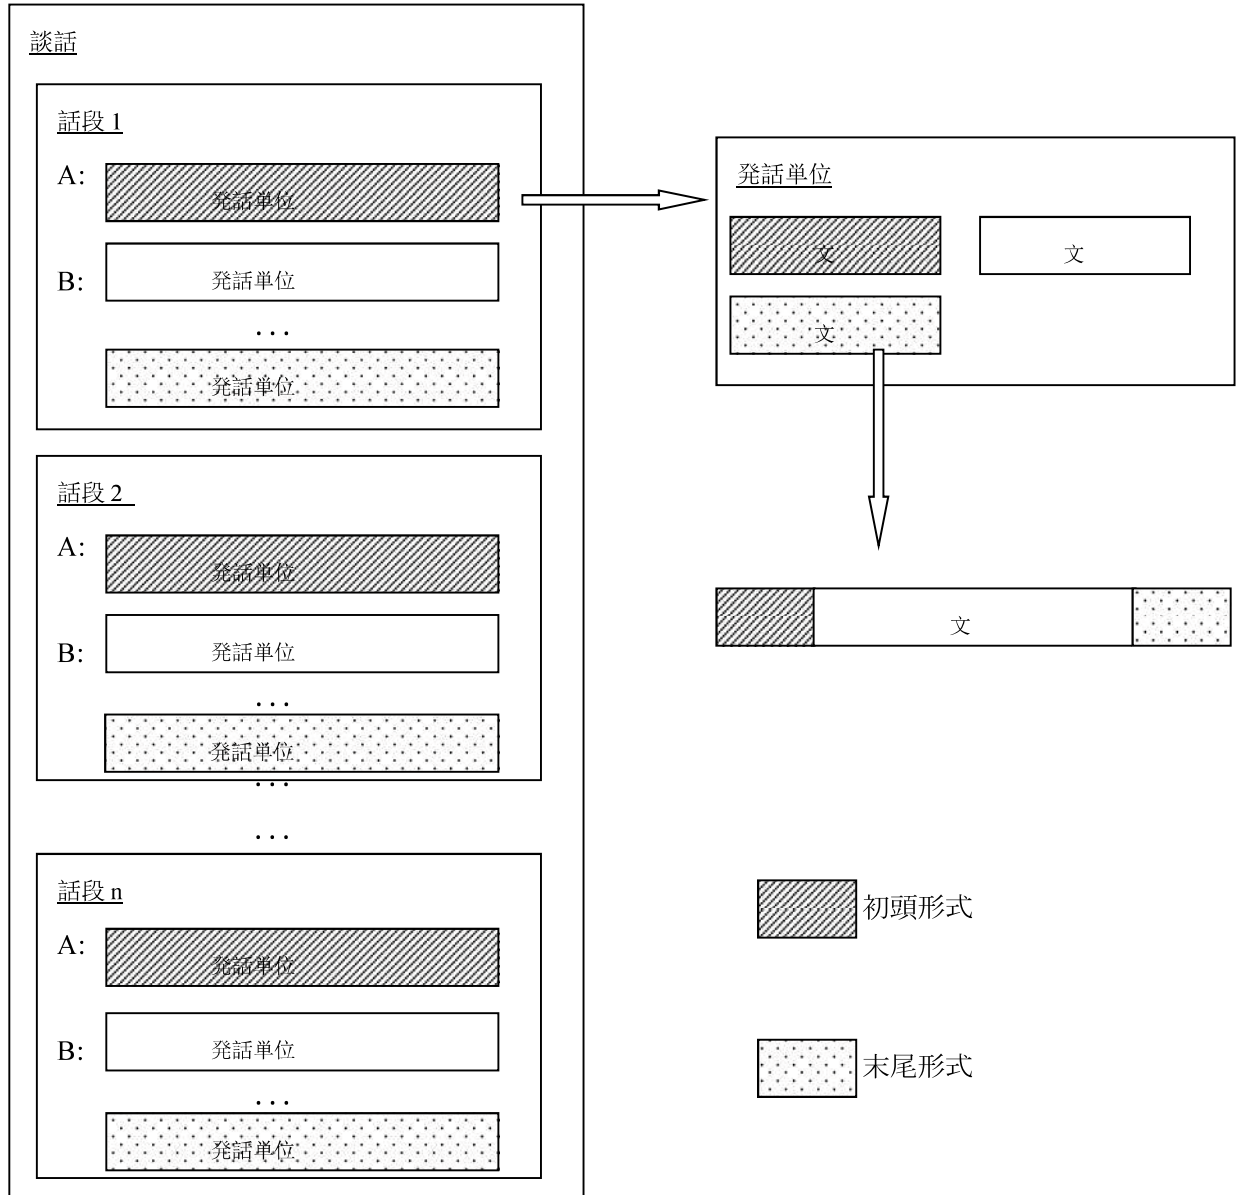 談話
話段 1
A: 発話単位
B: 発話単位
...
発話単位
話段 2
A: 発話単位
B: 発話単位
...
発話単位
...
...
話段 n
A: 発話単位
B: 発話単位
...
発話単位
発話単位
文 文
文
文
初頭形式
末尾形式